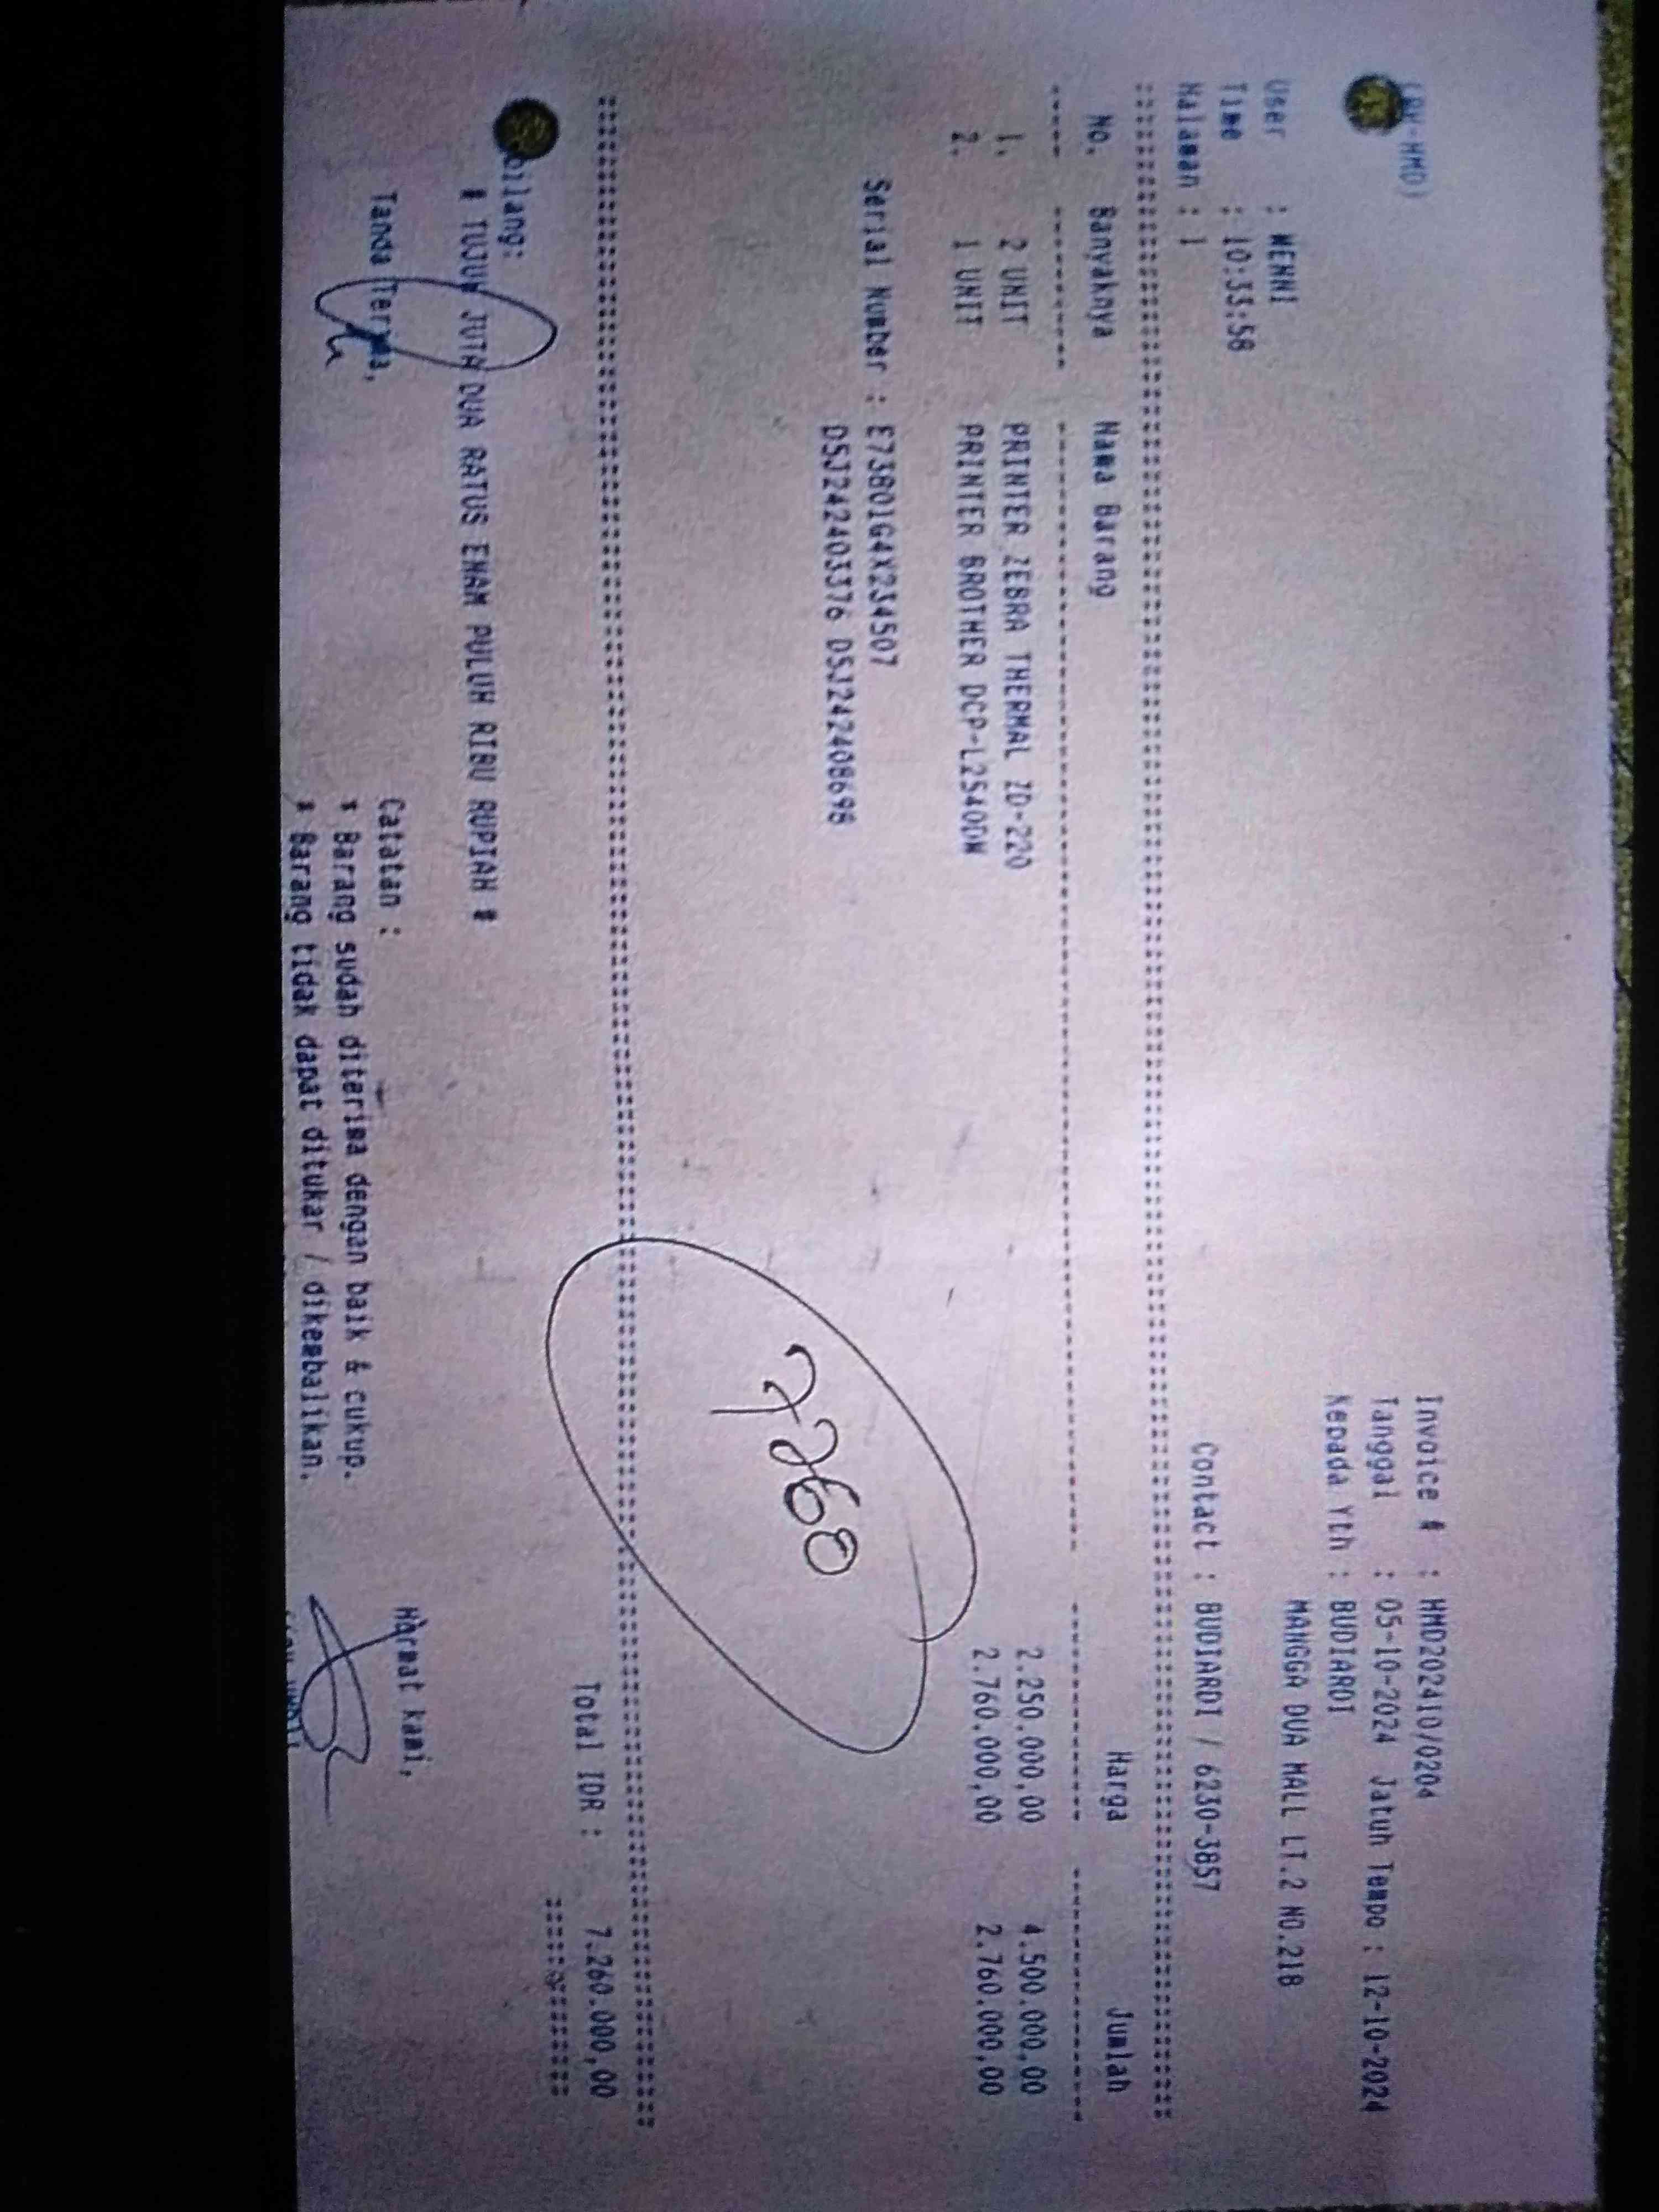 (RH-HMD)
Invoice # : HMD202410/0204
Tanggal : 05-10-2024 Jatuh Tempo : 12-10-2024
Kepada Yth : BUDIARDI
User : WENNI
MANGGA DUA MALL LT.2 NO.218
Time : 10:33:58
Halaman : 1
Contact : BUDIARDI / 6230-3857
No. Banyaknya Nama Barang Harga Jumlah
1. 2 UNIT PRINTER ZEBRA THERMAL ZD-220 2.250.000,00 4.500.000,00
2. 1 UNIT PRINTER BROTHER DCP-L2540DW 2.760.000,00 2.760.000,00
Serial Number : E73801G4X234507
D5J242403376 D5J242408698
7260
Total IDR : 7.260.000,00
bilang:
# TUJUH JUTA DUA RATUS ENAM PULUH RIBU RUPIAH #
Tanda Terima,
Catatan :
Hormat kami,
* Barang sudah diterima dengan baik & cukup.
* Barang tidak dapat ditukar / dikembalikan.